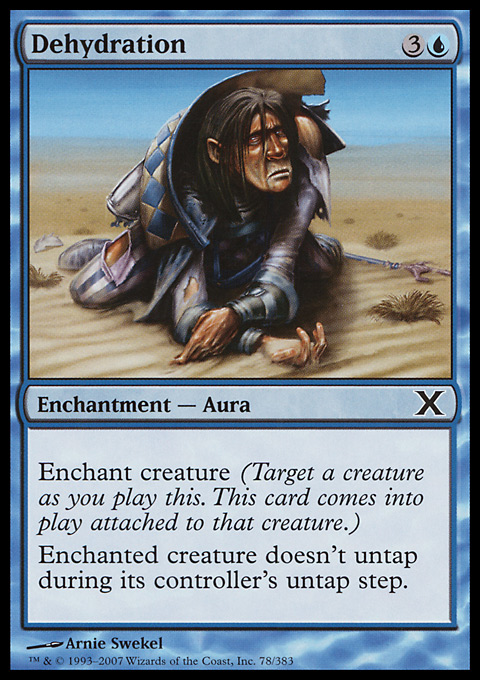 Dehydration 3
Enchantment — Aura X
Enchant creature (Target a creature
as you play this. This card comes into
play attached to that creature.)
Enchanted creature doesn't untap
during its controller's untap step.
Arnie Swekel
™ & © 1993–2007 Wizards of the Coast, Inc. 78/383